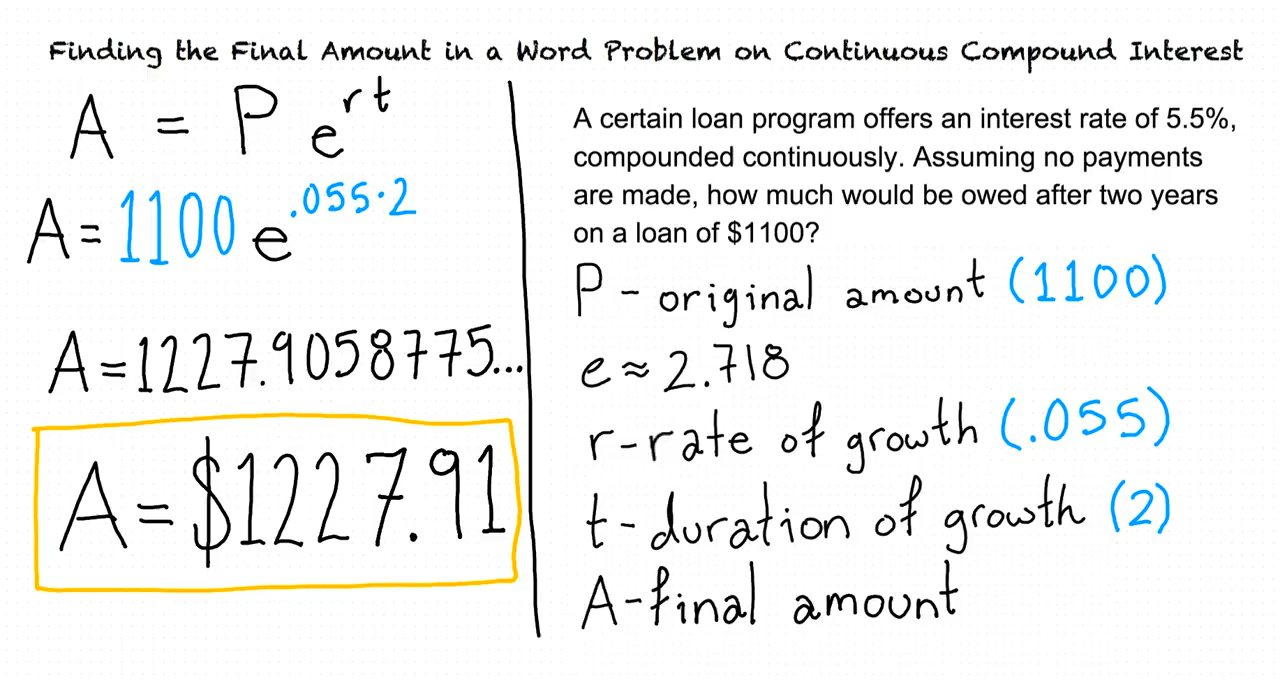 Finding the Final Amount in a Word Problem on Continuous Compound Interest
A = P e^rt
A = 1100 e^.055·2
A = 1227.9058775...
A = $1227.91
A certain loan program offers an interest rate of 5.5%,
compounded continuously. Assuming no payments
are made, how much would be owed after two years
on a loan of $1100?
P - original amount (1100)
e ≈ 2.718
r - rate of growth (.055)
t - duration of growth (2)
A - final amount